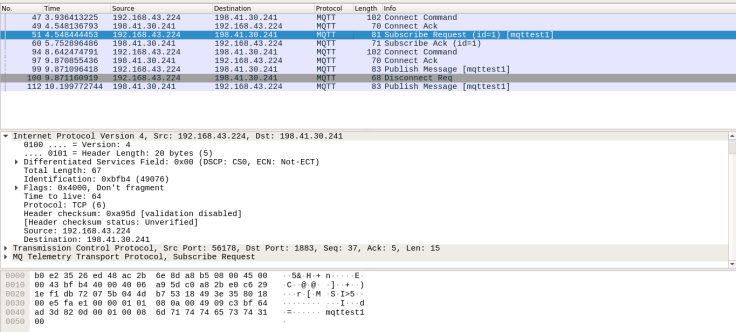 No. Time Source Destination Protocol Length Info
47 3.936413225 192.168.43.224 198.41.30.241 MQTT 102 Connect Command
49 4.548136793 198.41.30.241 192.168.43.224 MQTT 70 Connect Ack
51 4.548444453 192.168.43.224 198.41.30.241 MQTT 81 Subscribe Request (id=1) [mqttest1]
60 5.752896486 198.41.30.241 192.168.43.224 MQTT 71 Subscribe Ack (id=1)
94 8.642474791 192.168.43.224 198.41.30.241 MQTT 102 Connect Command
97 9.870855436 198.41.30.241 192.168.43.224 MQTT 70 Connect Ack
99 9.871096418 192.168.43.224 198.41.30.241 MQTT 83 Publish Message [mqttest1]
100 9.871160919 192.168.43.224 198.41.30.241 MQTT 68 Disconnect Req
112 10.199772744 198.41.30.241 192.168.43.224 MQTT 83 Publish Message [mqttest1]
Internet Protocol Version 4, Src: 192.168.43.224, Dst: 198.41.30.241
0100 .... = Version: 4
.... 0101 = Header Length: 20 bytes (5)
Differentiated Services Field: 0x00 (DSCP: CS0, ECN: Not-ECT)
Total Length: 67
Identification: 0xbfb4 (49076)
Flags: 0x4000, Don't fragment
Time to live: 64
Protocol: TCP (6)
Header checksum: 0xa95d [validation disabled]
[Header checksum status: Unverified]
Source: 192.168.43.224
Destination: 198.41.30.241
Transmission Control Protocol, Src Port: 56178, Dst Port: 1883, Seq: 37, Ack: 5, Len: 15
MQ Telemetry Transport Protocol, Subscribe Request
0000 b0 e2 35 26 ed 48 ac 2b 6e 8d a8 b5 08 00 45 00 ··5&·H·+ n·····E·
0010 00 43 bf b4 40 00 40 06 a9 5d c0 a8 2b e0 c6 29 ·C··@·@· ·]··+··)
0020 1e f1 db 72 07 5b 04 4d b7 53 18 49 3e 35 80 18
0030 00 e5 fa e1 00 00 01 01 08 0a 00 49 09 c3 bf 64 ········ ···I···d
0040 ad 3d 82 0d 00 01 00 08 6d 71 74 74 65 73 74 31 ·=······ mqttest1
0050 00 ·